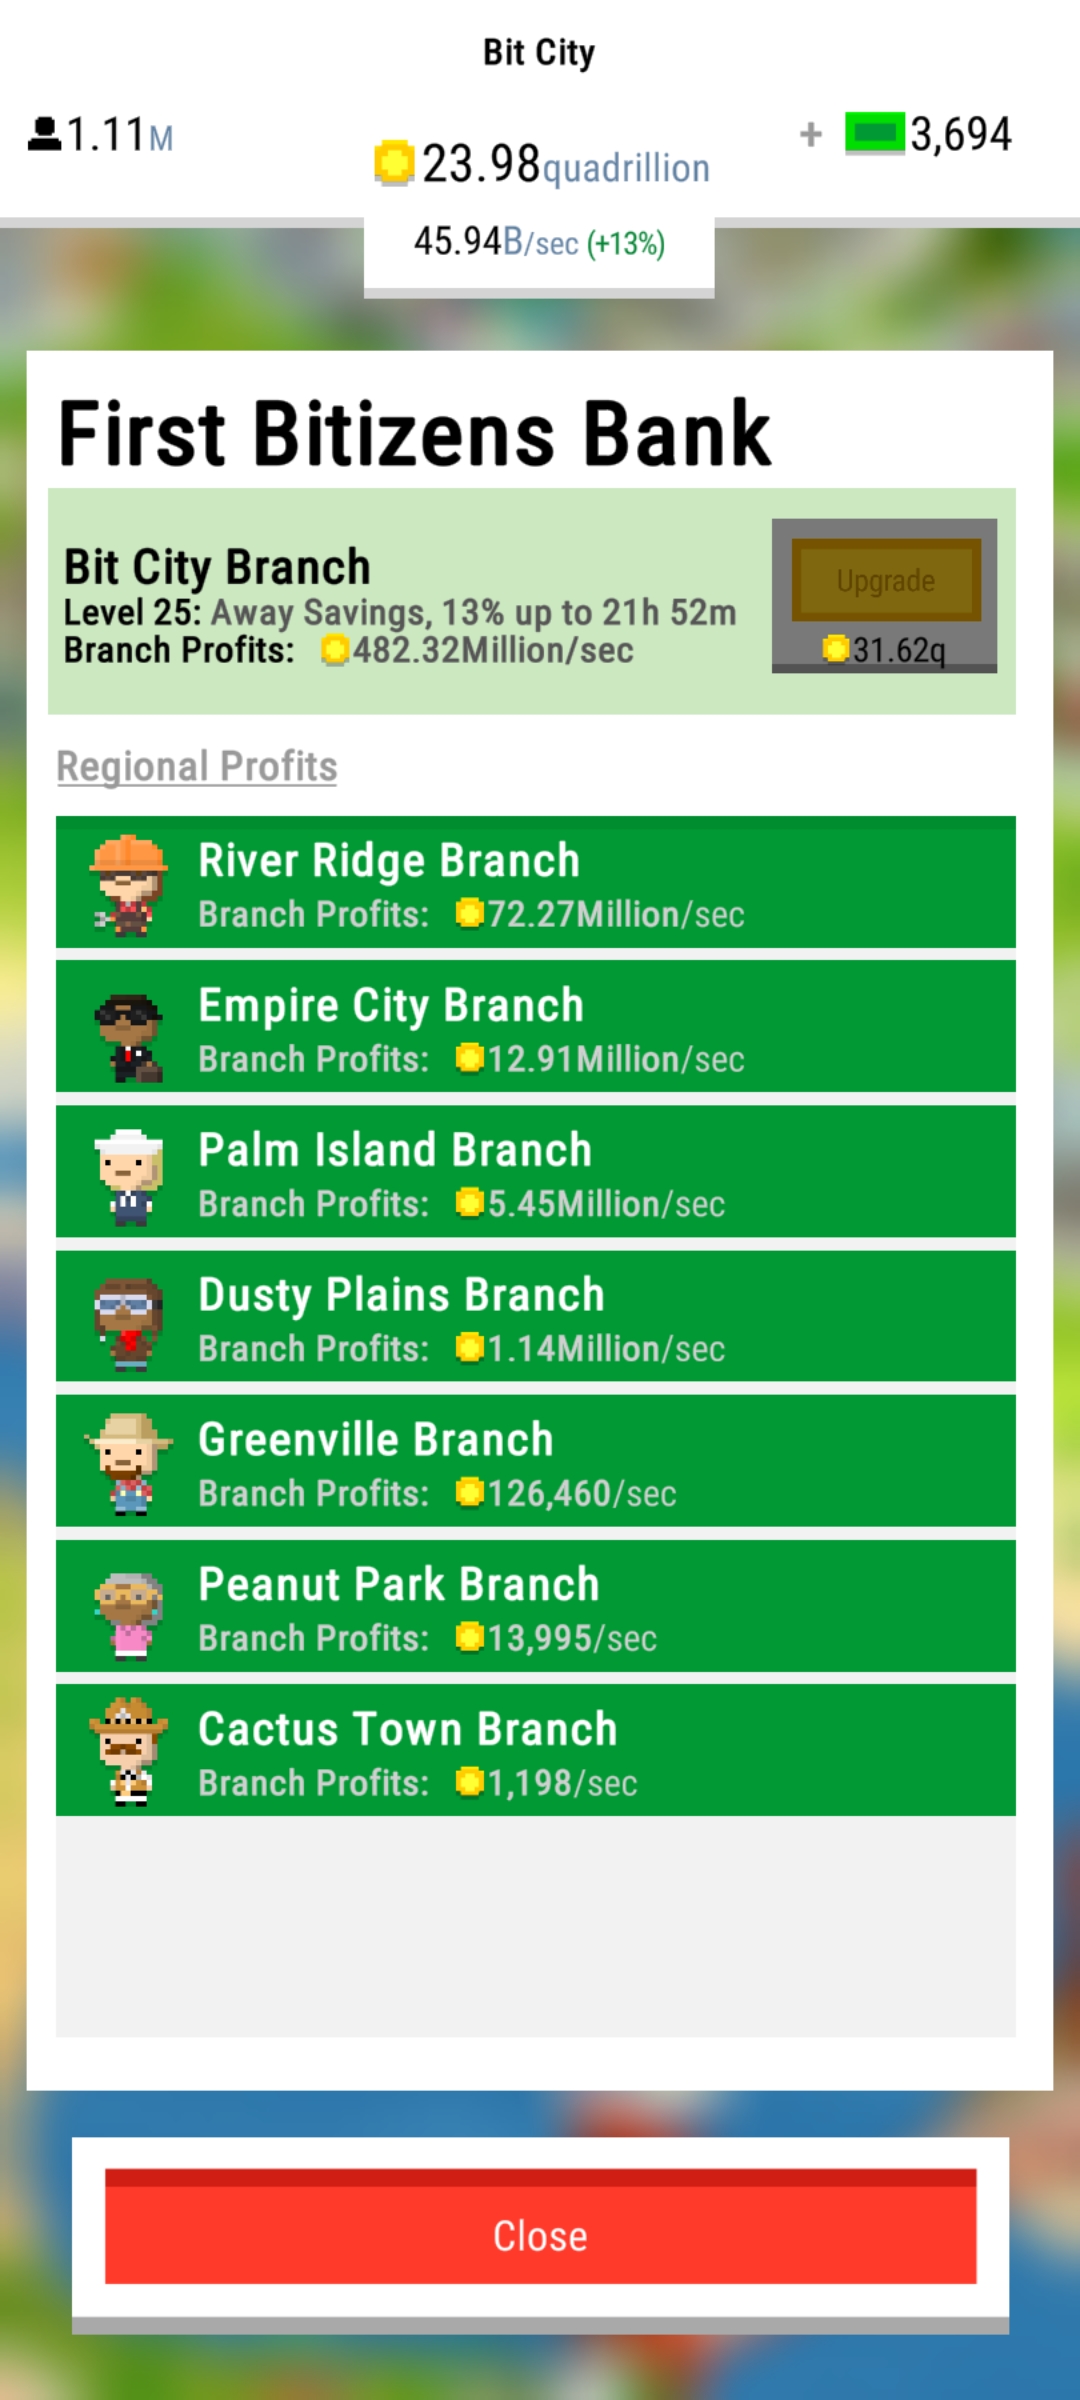 Bit City
1.11M
23.98quadrillion
+ 3,694
45.94B/sec (+13%)
First Bitizens Bank
Bit City Branch
Level 25: Away Savings, 13% up to 21h 52m
Branch Profits: 482.32Million/sec
Upgrade
31.62q
Regional Profits
River Ridge Branch
Branch Profits: 72.27Million/sec
Empire City Branch
Branch Profits: 12.91Million/sec
Palm Island Branch
Branch Profits: 5.45Million/sec
Dusty Plains Branch
Branch Profits: 1.14Million/sec
Greenville Branch
Branch Profits: 126,460/sec
Peanut Park Branch
Branch Profits: 13,995/sec
Cactus Town Branch
Branch Profits: 1,198/sec
Close